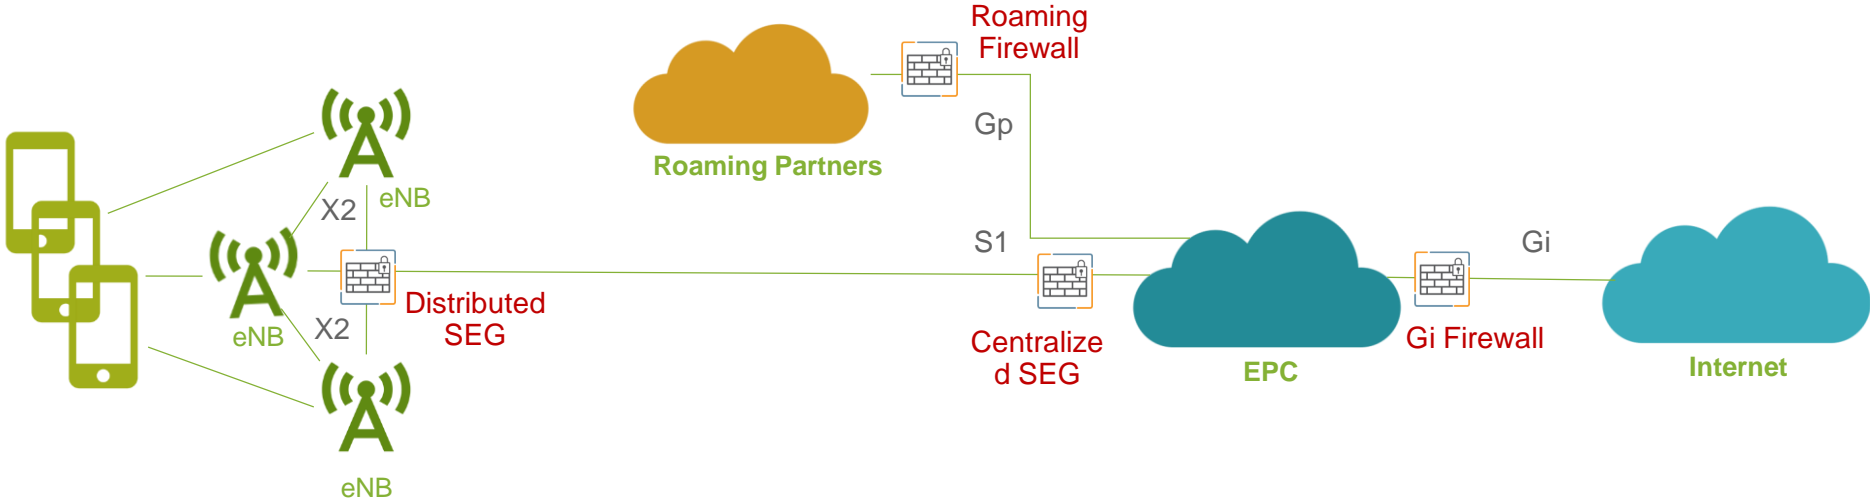 Roaming
Firewall
Gp
Roaming Partners
eNB
X2
S1
Gi
Distributed
SEG
X2
eNB
Centralize
d SEG
EPC
Gi Firewall
Internet
eNB